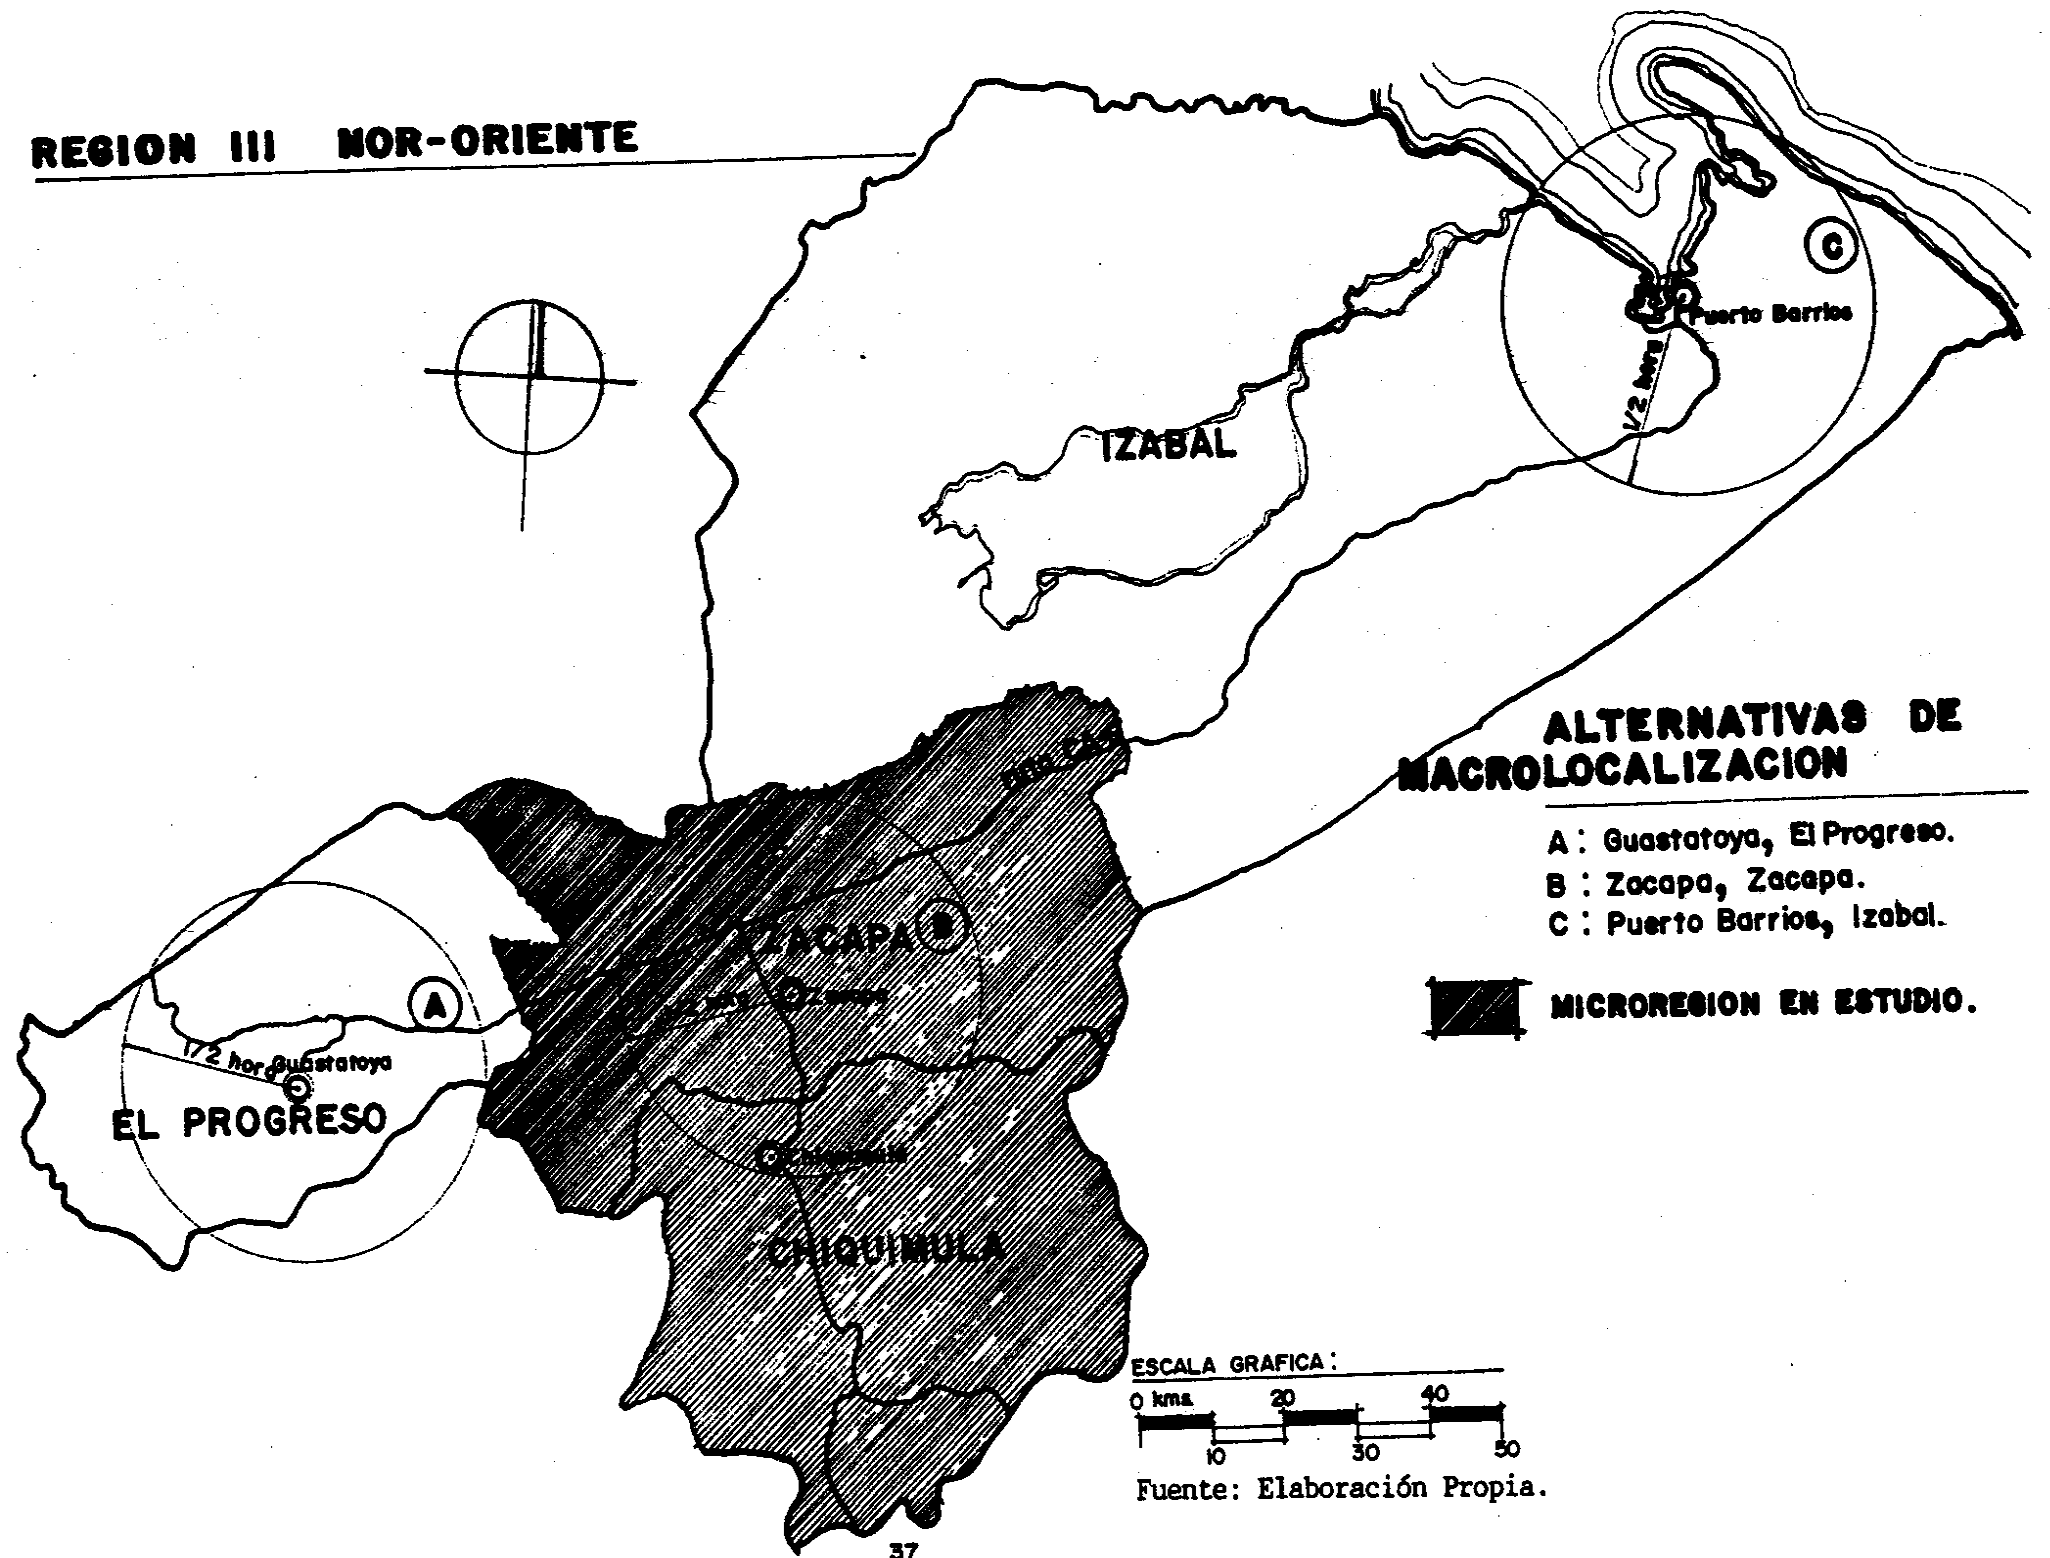 REGION III NOR-ORIENTE
C
Puerto Barrios
1/2 hora
IZABAL
ALTERNATIVAS DE
MACROLOCALIZACION
A: Guastatoya, El Progreso.
B: Zacapa, Zacapa.
C: Puerto Barrios, Izabal.
MICROREGION EN ESTUDIO.
ZACAPA
B
Zacapa
A
1/2 hora
Guastatoya
EL PROGRESO
Chiquimula
CHIQUIMULA
ESCALA GRAFICA:
0 kms 20 40
10 30 50
Fuente: Elaboración Propia.
37